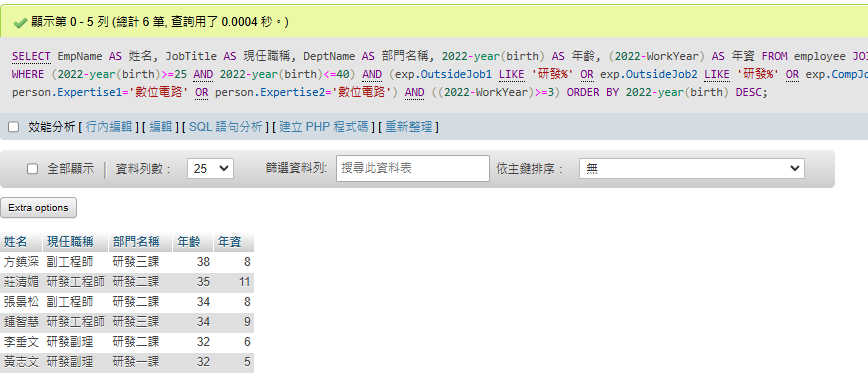 顯示第 0 - 5 列 (總計 6 筆, 查詢用了 0.0004 秒。)
SELECT EmpName AS 姓名, JobTitle AS 現任職稱, DeptName AS 部門名稱, 2022-year(birth) AS 年齡, (2022-WorkYear) AS 年資 FROM employee JOI
WHERE (2022-year(birth)>=25 AND 2022-year(birth)<=40) AND (exp.OutsideJob1 LIKE '研發%' OR exp.OutsideJob2 LIKE '研發%' OR exp.CompJo
person.Expertise1='數位電路' OR person.Expertise2='數位電路') AND ((2022-WorkYear)>=3) ORDER BY 2022-year(birth) DESC;
效能分析 [ 行內編輯 ] [ 編輯 ] [ SQL 語句分析 ] [ 建立 PHP 程式碼 ] [ 重新整理 ]
全部顯示 資料列數: 25 篩選資料列: 搜尋此資料表 依主鍵排序: 無
Extra options
姓名 現任職稱 部門名稱 年齡 年資
方鎮深 副工程師 研發三課 38 8
莊清媚 研發工程師 研發二課 35 11
張景松 副工程師 研發二課 34 8
鍾智慧 研發工程師 研發三課 34 9
李垂文 研發副理 研發二課 32 6
黃志文 研發副理 研發一課 32 5